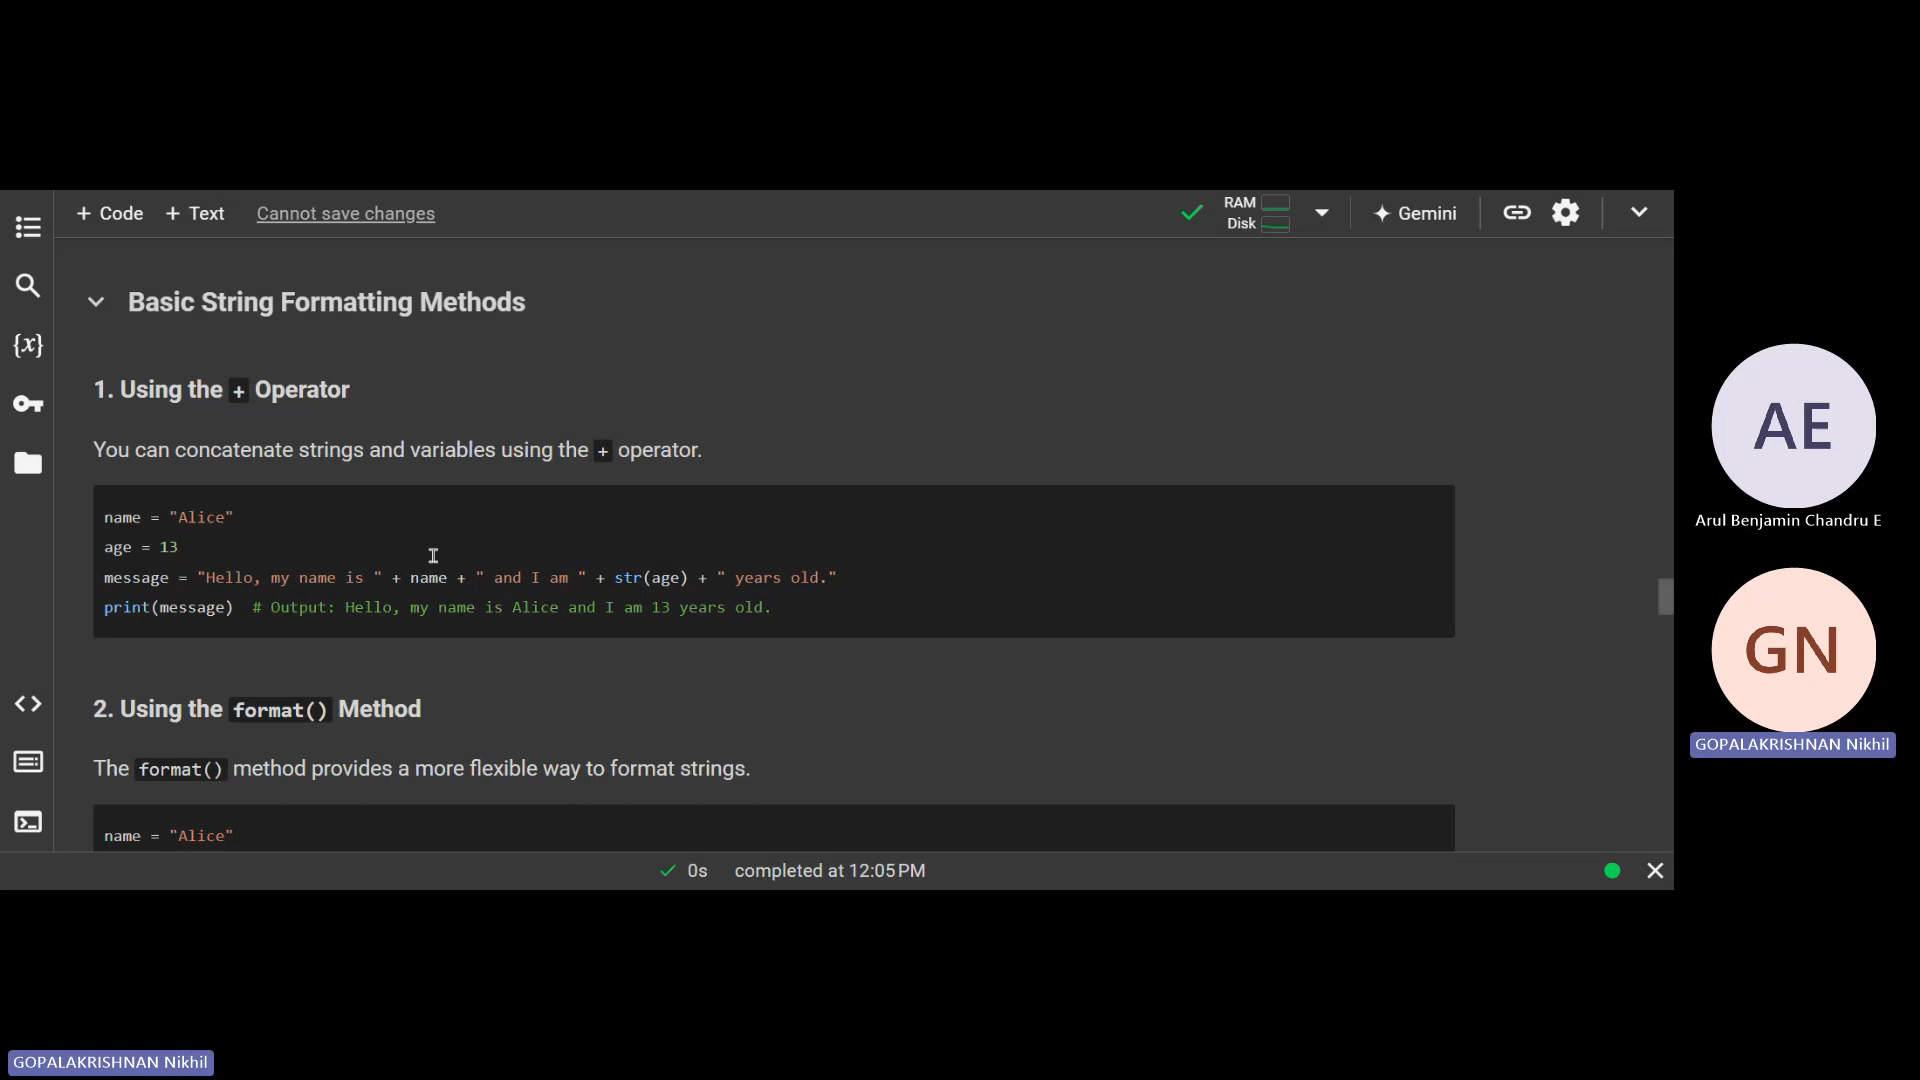 + Code + Text Cannot save changes
RAM
Disk
Gemini
{x}
Basic String Formatting Methods
1. Using the + Operator
You can concatenate strings and variables using the + operator.
name = "Alice"
age = 13
message = "Hello, my name is " + name + " and I am " + str(age) + " years old."
print(message)  # Output: Hello, my name is Alice and I am 13 years old.
2. Using the format() Method
The format() method provides a more flexible way to format strings.
name = "Alice"
0s completed at 12:05 PM
AE
Arul Benjamin Chandru E
GN
GOPALAKRISHNAN Nikhil
GOPALAKRISHNAN Nikhil